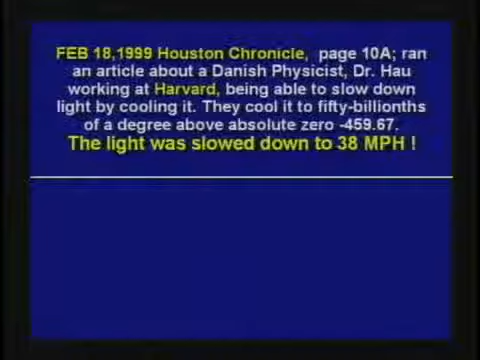 FEB 18,1999 Houston Chronicle, page 10A; ran
an article about a Danish Physicist, Dr. Hau
working at Harvard, being able to slow down
light by cooling it. They cool it to fifty-billionths
of a degree above absolute zero -459.67.
The light was slowed down to 38 MPH !